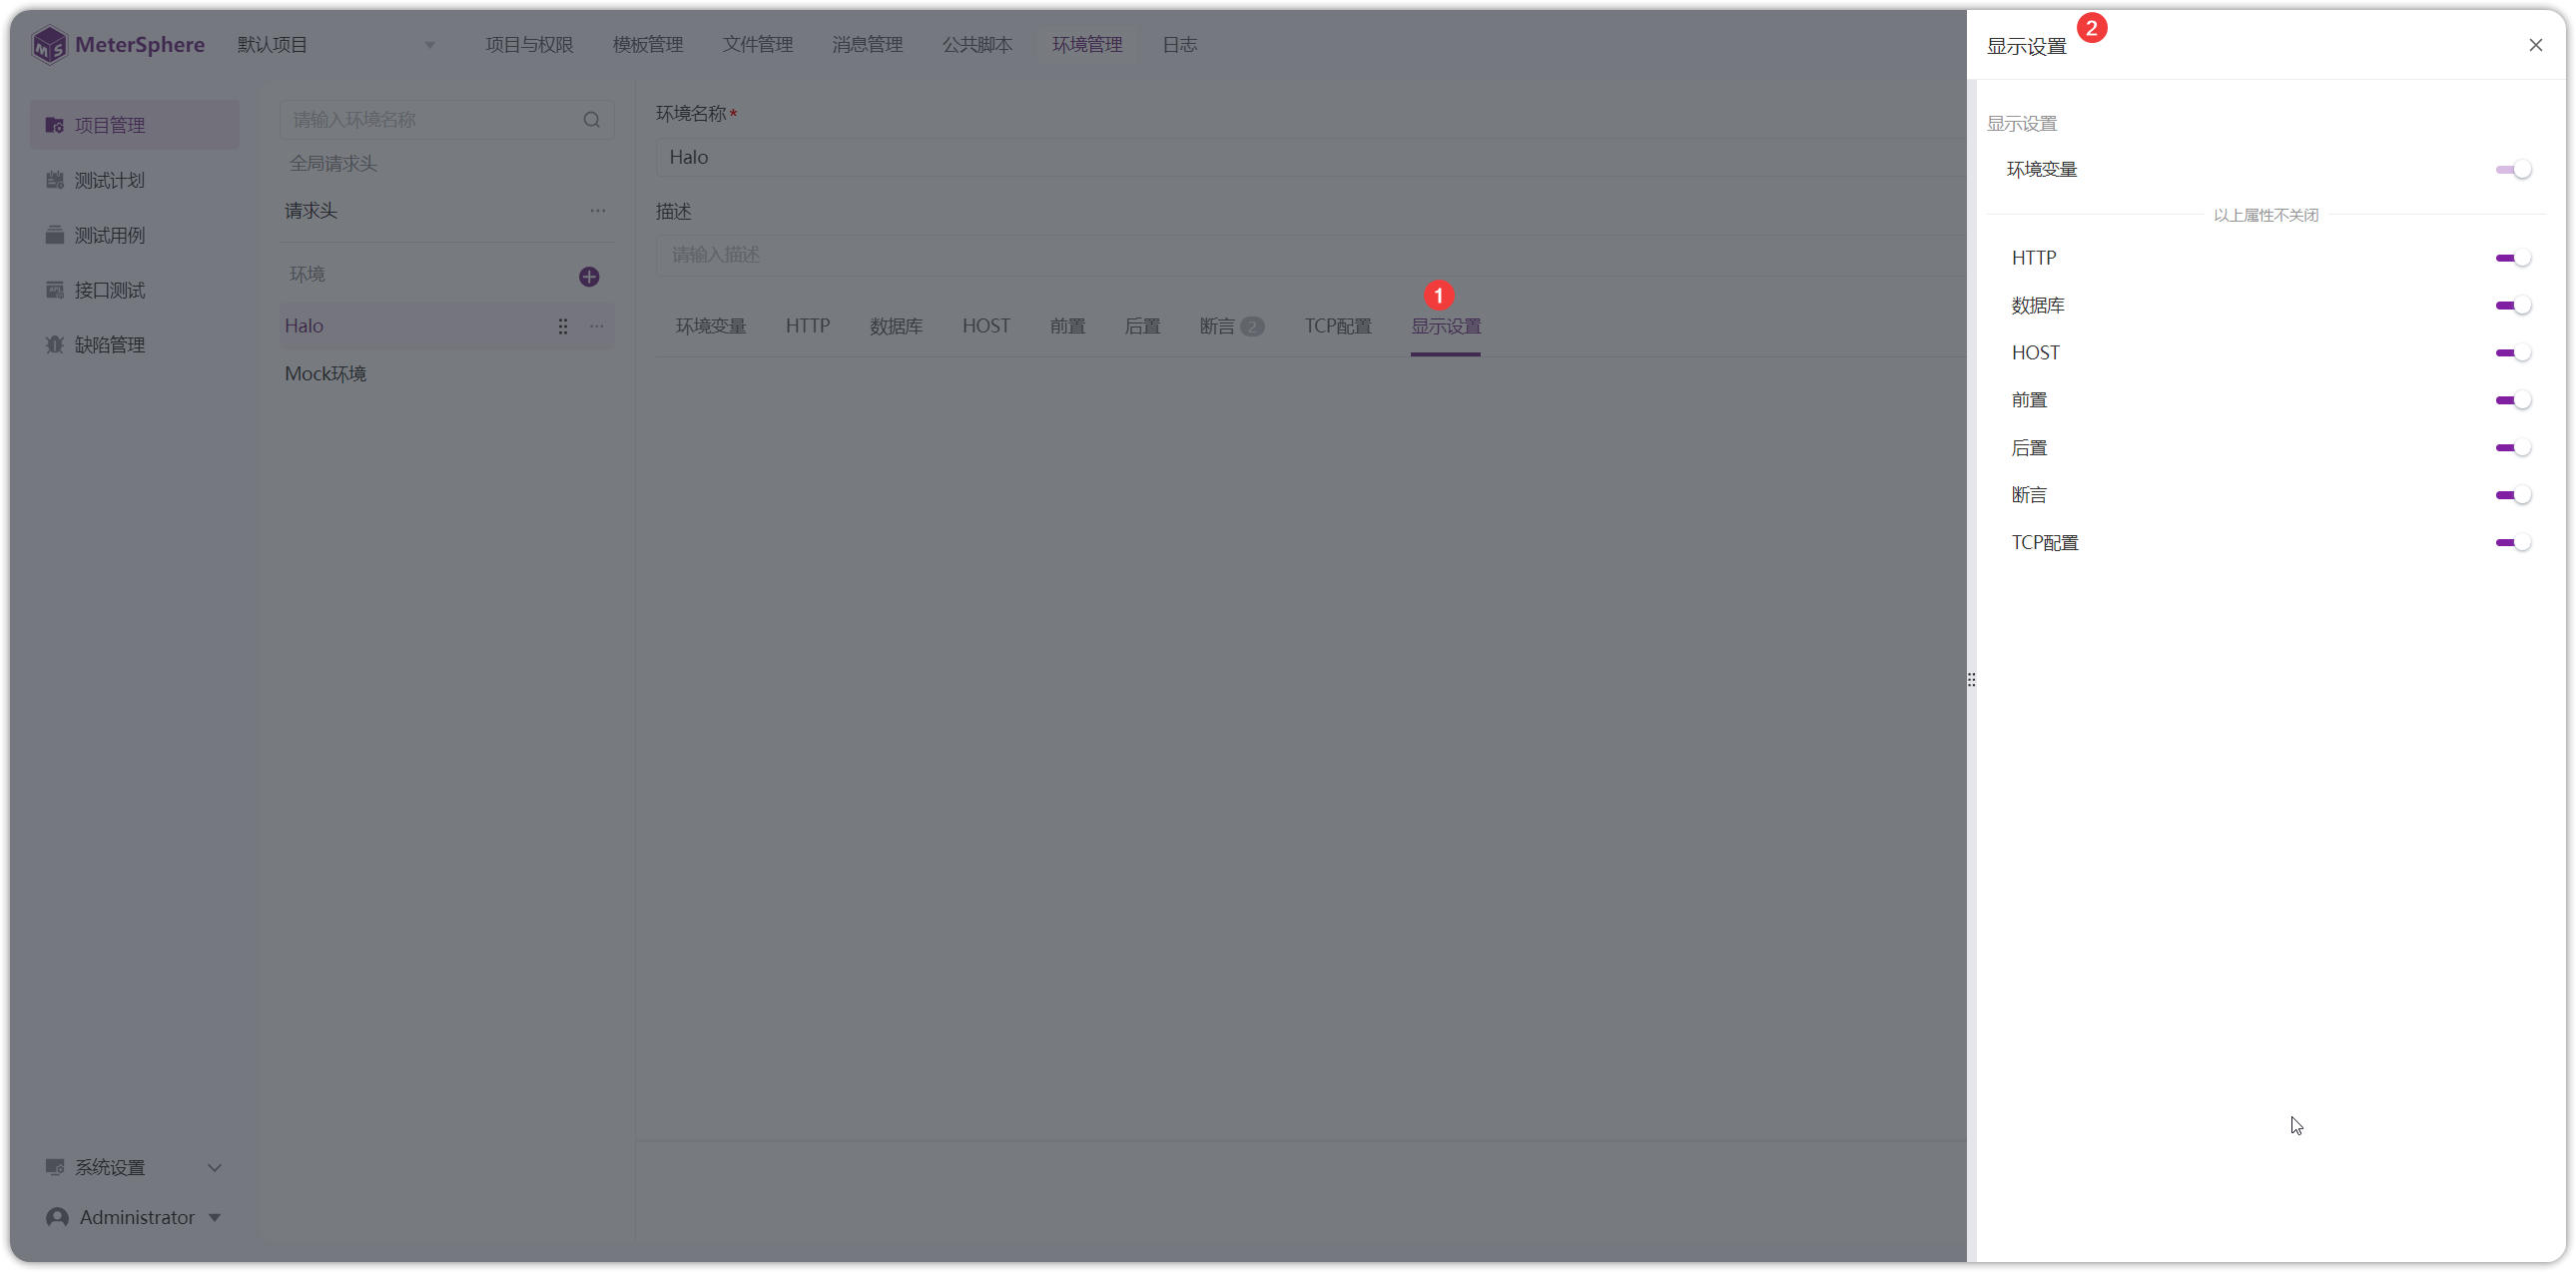 MeterSphere 默认项目 项目与权限 模板管理 文件管理 消息管理 公共脚本 环境管理 日志
项目管理
测试计划
测试用例
接口测试
缺陷管理
系统设置
Administrator
请输入环境名称
全局请求头
请求头
环境
Halo
Mock环境
环境名称*
Halo
描述
请输入描述
1
环境变量 HTTP 数据库 HOST 前置 后置 断言 2 TCP配置 显示设置
显示设置 2
显示设置
环境变量
以上属性不关闭
HTTP
数据库
HOST
前置
后置
断言
TCP配置